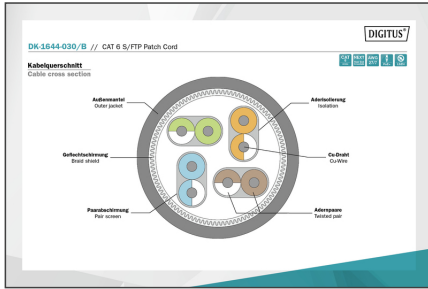 DIGITUS®
DK-1644-030/B // CAT 6 S/FTP Patch Cord
Kabelquerschnitt
Cable cross section
Außenmantel
Outer jacket
Aderisolierung
Isolation
Geflechtschirmung
Braid shield
Cu-Draht
Cu-Wire
Paarabschirmung
Pair screen
Adernpaare
Twisted pair